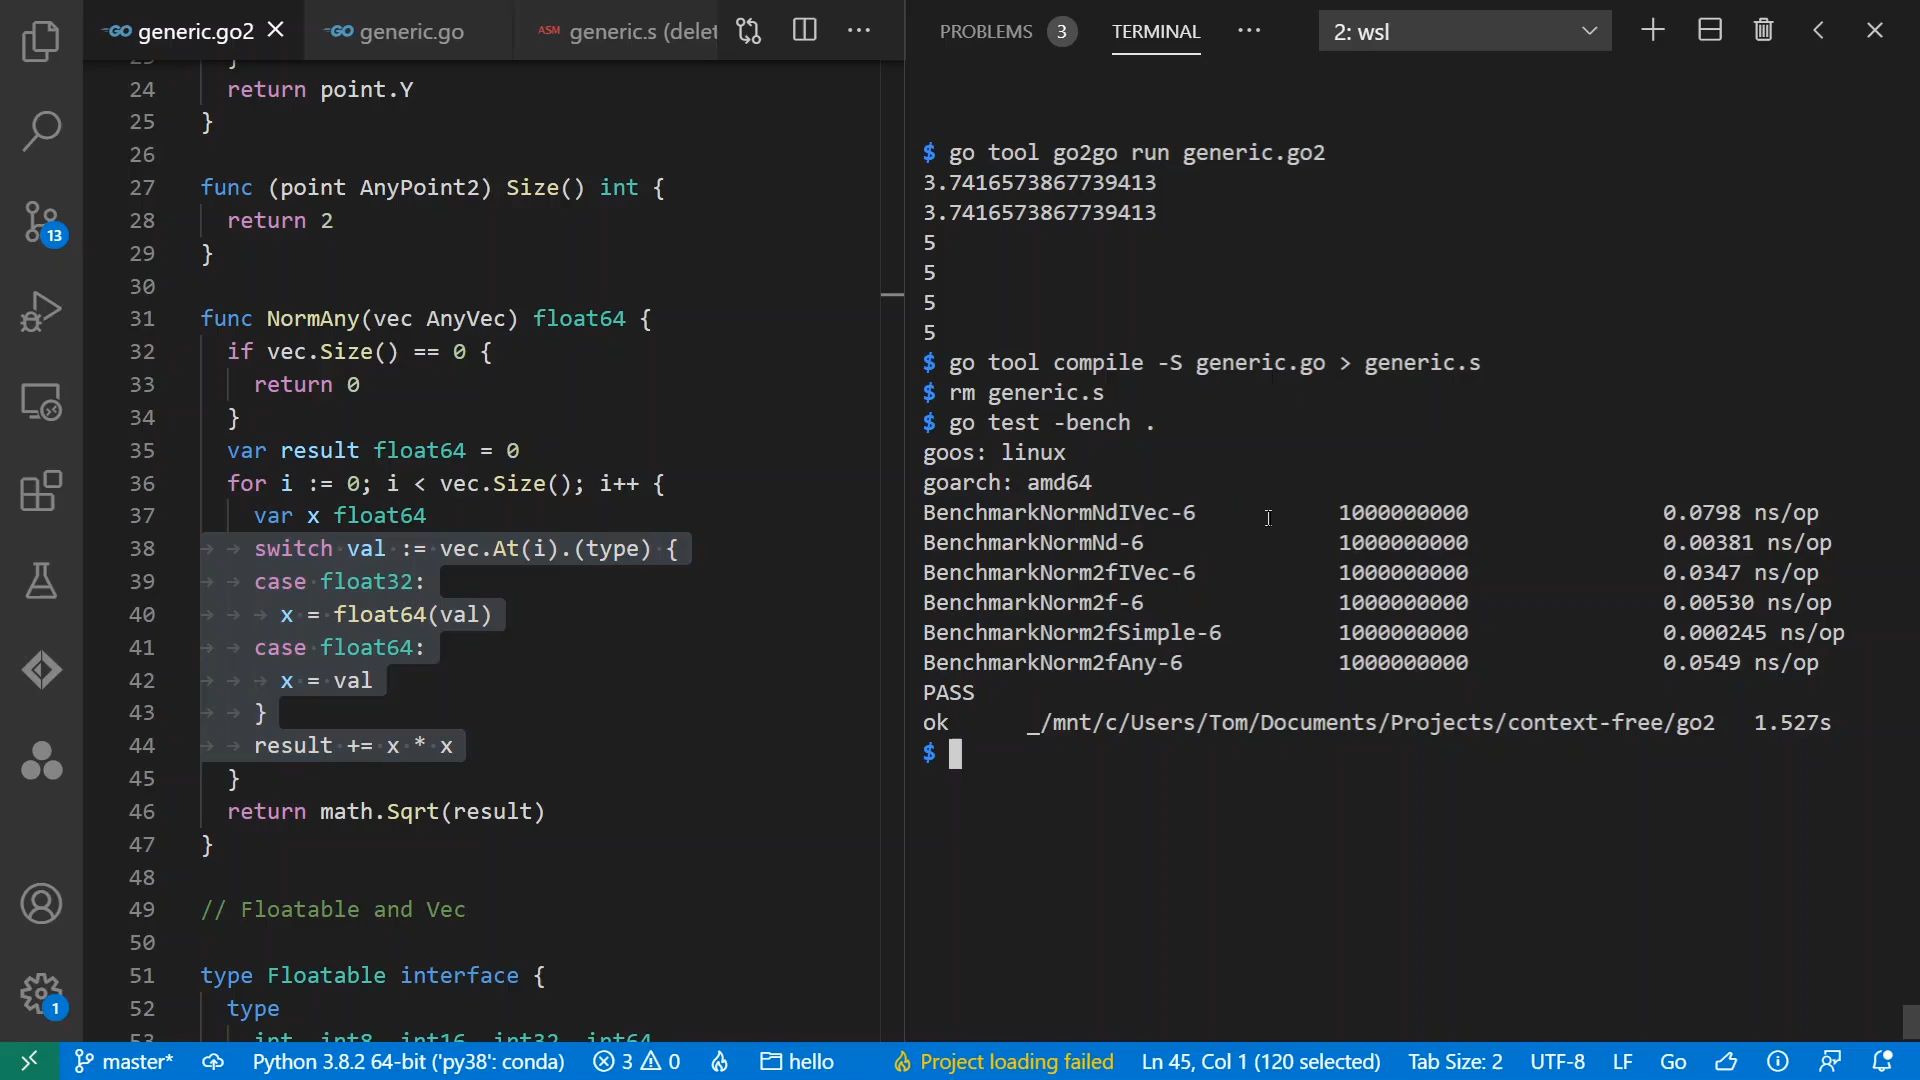 GO generic.go2
GO generic.go
ASM generic.s (delet
PROBLEMS 3
TERMINAL
2: wsl
13
1
24 return point.Y
25 }
26
27 func (point AnyPoint2) Size() int {
28 return 2
29 }
30
31 func NormAny(vec AnyVec) float64 {
32 if vec.Size() == 0 {
33 return 0
34 }
35 var result float64 = 0
36 for i := 0; i < vec.Size(); i++ {
37 var x float64
38 switch val := vec.At(i).(type) {
39 case float32:
40 x = float64(val)
41 case float64:
42 x = val
43 }
44 result += x * x
45 }
46 return math.Sqrt(result)
47 }
48
49 // Floatable and Vec
50
51 type Floatable interface {
52 type
53 int, int8, int16, int32, int64
$ go tool go2go run generic.go2
3.7416573867739413
3.7416573867739413
5
5
5
5
$ go tool compile -S generic.go > generic.s
$ rm generic.s
$ go test -bench .
goos: linux
goarch: amd64
BenchmarkNormNdIVec-6 1000000000 0.0798 ns/op
BenchmarkNormNd-6 1000000000 0.00381 ns/op
BenchmarkNorm2fIVec-6 1000000000 0.0347 ns/op
BenchmarkNorm2f-6 1000000000 0.00530 ns/op
BenchmarkNorm2fSimple-6 1000000000 0.000245 ns/op
BenchmarkNorm2fAny-6 1000000000 0.0549 ns/op
PASS
ok _/mnt/c/Users/Tom/Documents/Projects/context-free/go2 1.527s
$
master* Python 3.8.2 64-bit ('py38': conda) 3 0 hello Project loading failed Ln 45, Col 1 (120 selected) Tab Size: 2 UTF-8 LF Go